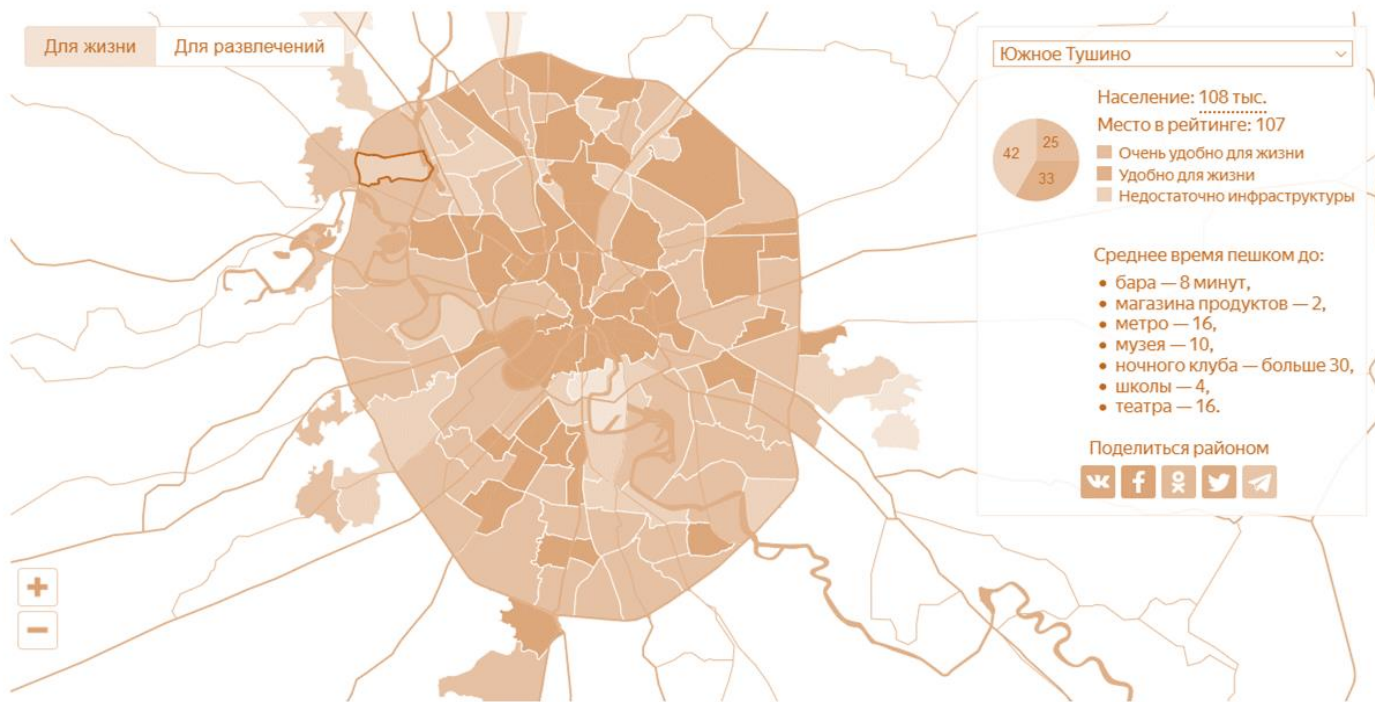 Для жизни
Для развлечений
Южное Тушино
Население: 108 тыс.
Место в рейтинге: 107
42
25
33
Очень удобно для жизни
Удобно для жизни
Недостаточно инфраструктуры
Среднее время пешком до:
• бара — 8 минут,
• магазина продуктов — 2,
• метро — 16,
• музея — 10,
• ночного клуба — больше 30,
• школы — 4,
• театра — 16.
Поделиться районом
+
−